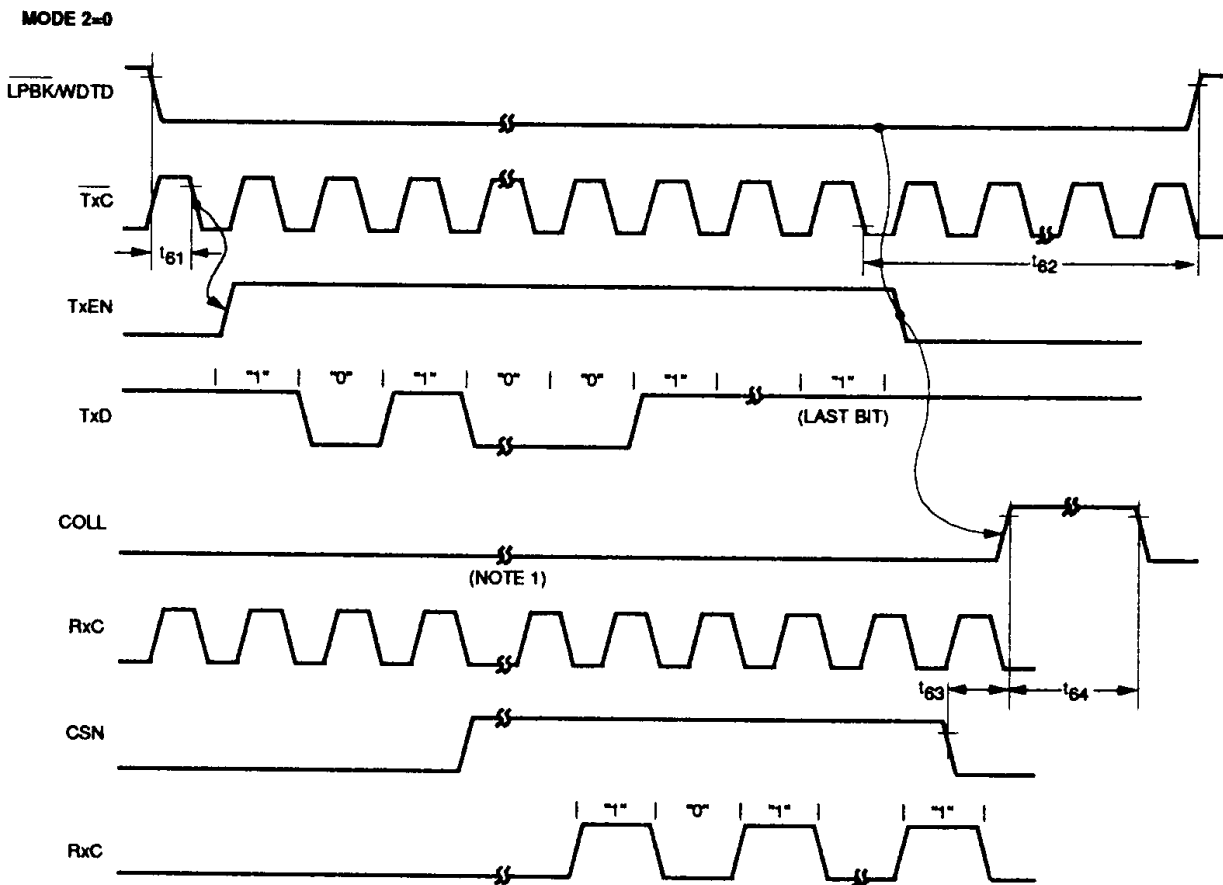 MODE 2=0
LPBK/WDTD
TxC
t61
t62
TxEN
"1" "0" "1" "0" "0" "1" "1"
TxD
(LAST BIT)
COLL
(NOTE 1)
RxC
t63
t64
CSN
"1" "0" "1" "1"
RxC